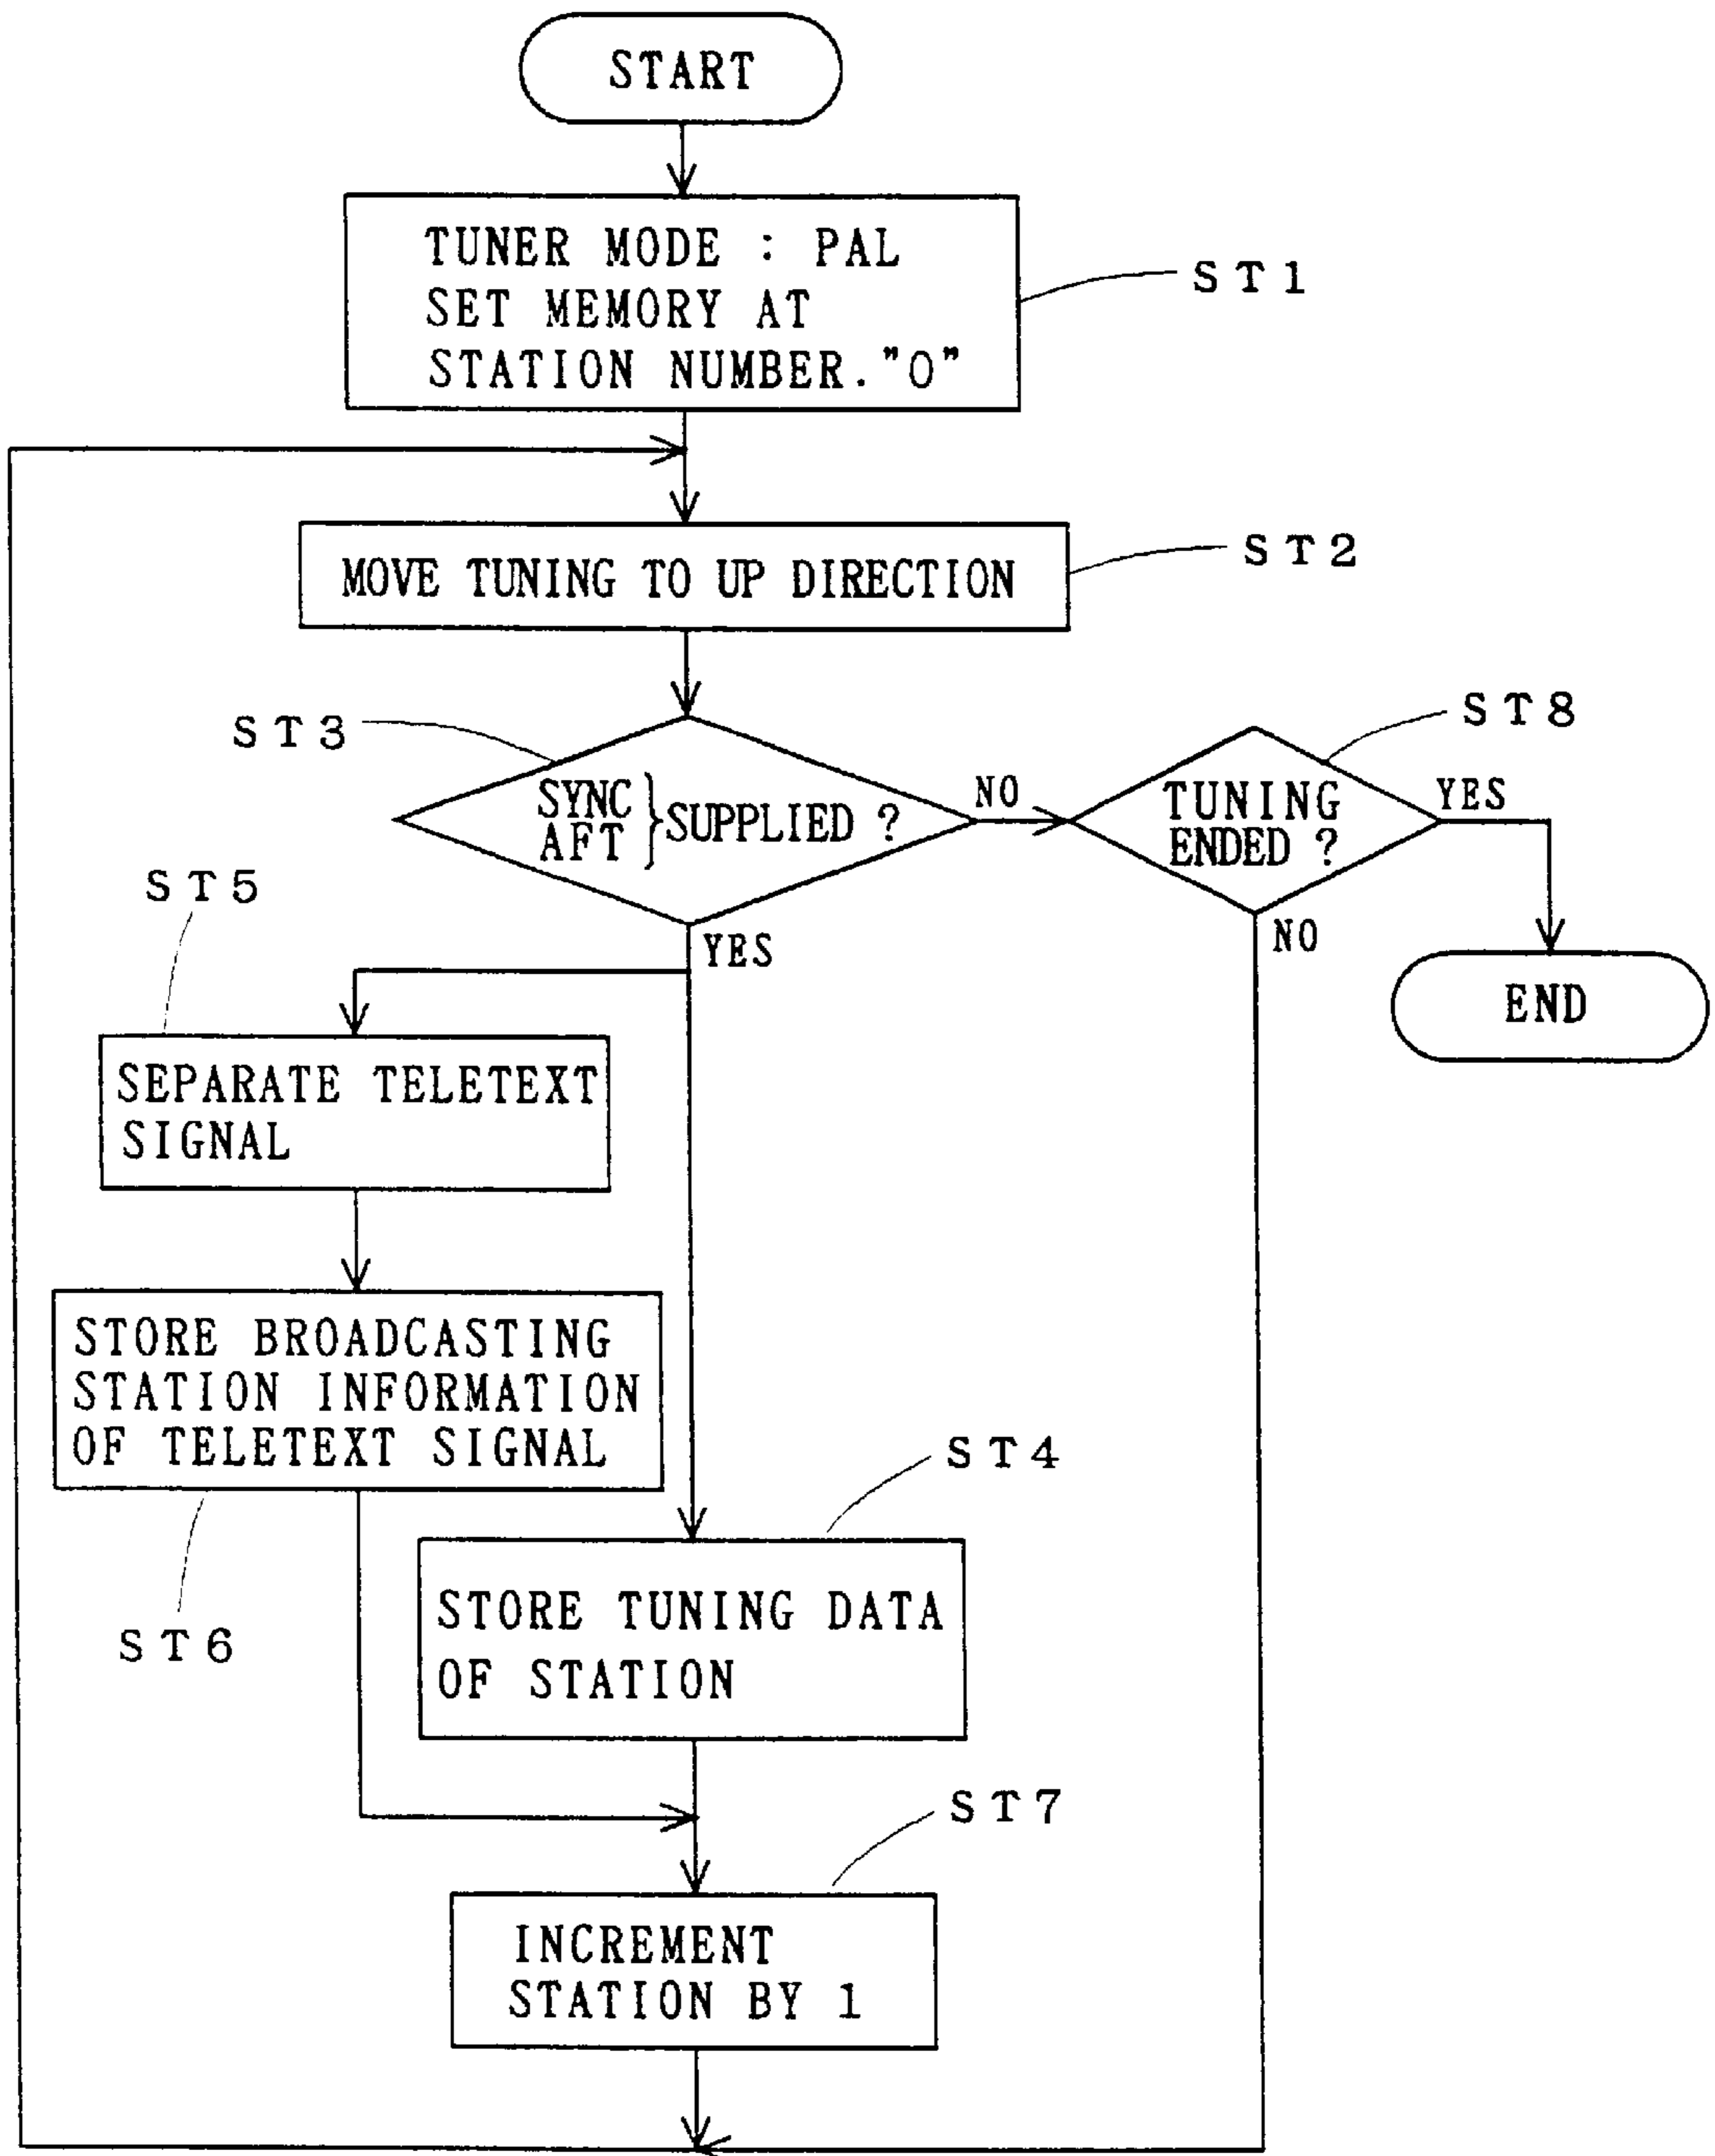 START
TUNER MODE : PAL
SET MEMORY AT
STATION NUMBER."0"
ST1
MOVE TUNING TO UP DIRECTION
ST2
ST3
SYNC
AFT
} SUPPLIED ?
NO
ST8
TUNING
ENDED ?
YES
YES
NO
END
ST5
SEPARATE TELETEXT
SIGNAL
STORE BROADCASTING
STATION INFORMATION
OF TELETEXT SIGNAL
ST6
ST4
STORE TUNING DATA
OF STATION
ST7
INCREMENT
STATION BY 1